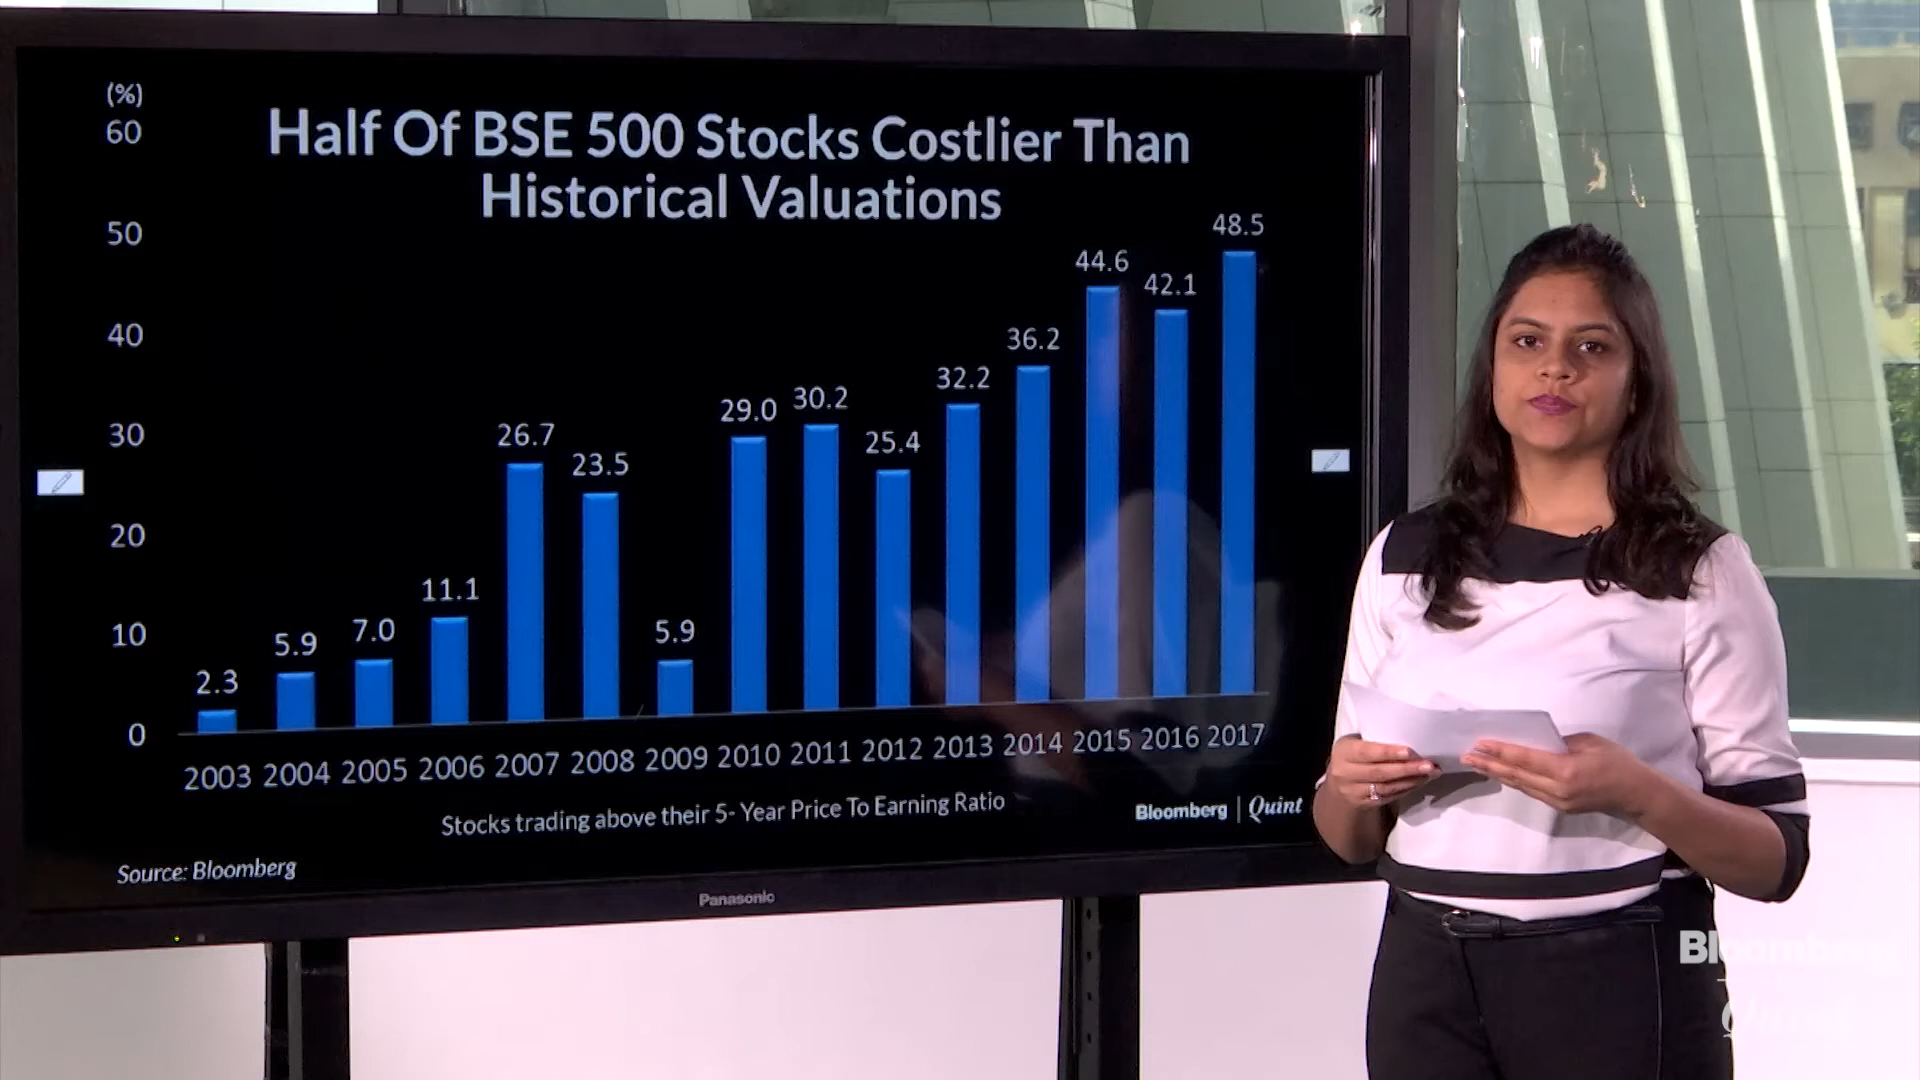 (%)
60
Half Of BSE 500 Stocks Costlier Than
Historical Valuations
50
40
30
20
10
0
2.3
5.9
7.0
11.1
26.7
23.5
5.9
29.0
30.2
25.4
32.2
36.2
44.6
42.1
48.5
2003 2004 2005 2006 2007 2008 2009 2010 2011 2012 2013 2014 2015 2016 2017
Stocks trading above their 5- Year Price To Earning Ratio
Bloomberg | Quint
Source: Bloomberg
Panasonic
Bloomberg
Quint